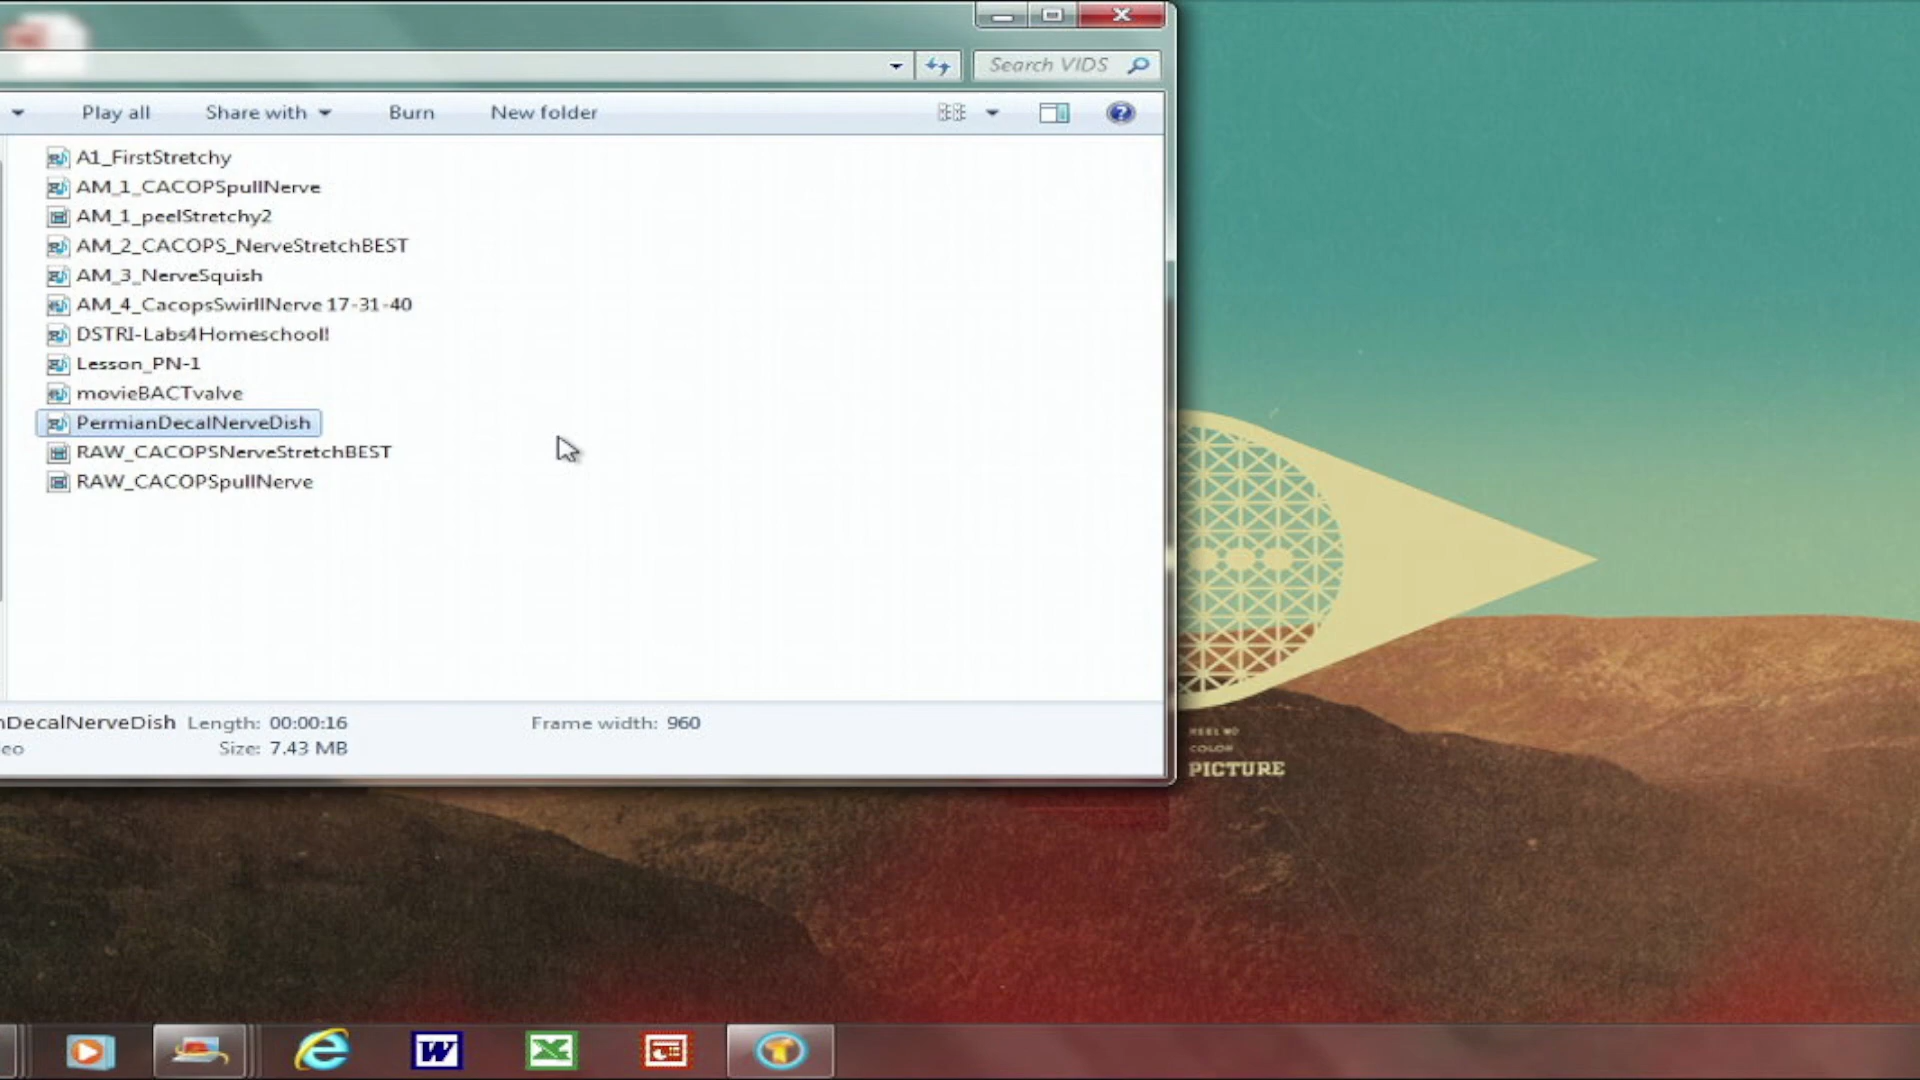 Search VIDS
Play all Share with Burn New folder
A1_FirstStretchy
AM_1_CACOPSpullNerve
AM_1_peelStretchy2
AM_2_CACOPS_NerveStretchBEST
AM_3_NerveSquish
AM_4_CacopsSwirllNerve 17-31-40
DSTRI-Labs4Homeschool!
Lesson_PN-1
movieBACTvalve
PermianDecalNerveDish
RAW_CACOPSNerveStretchBEST
RAW_CACOPSpullNerve
nDecalNerveDish Length: 00:00:16 Frame width: 960
eo Size: 7.43 MB
COLOR
PICTURE